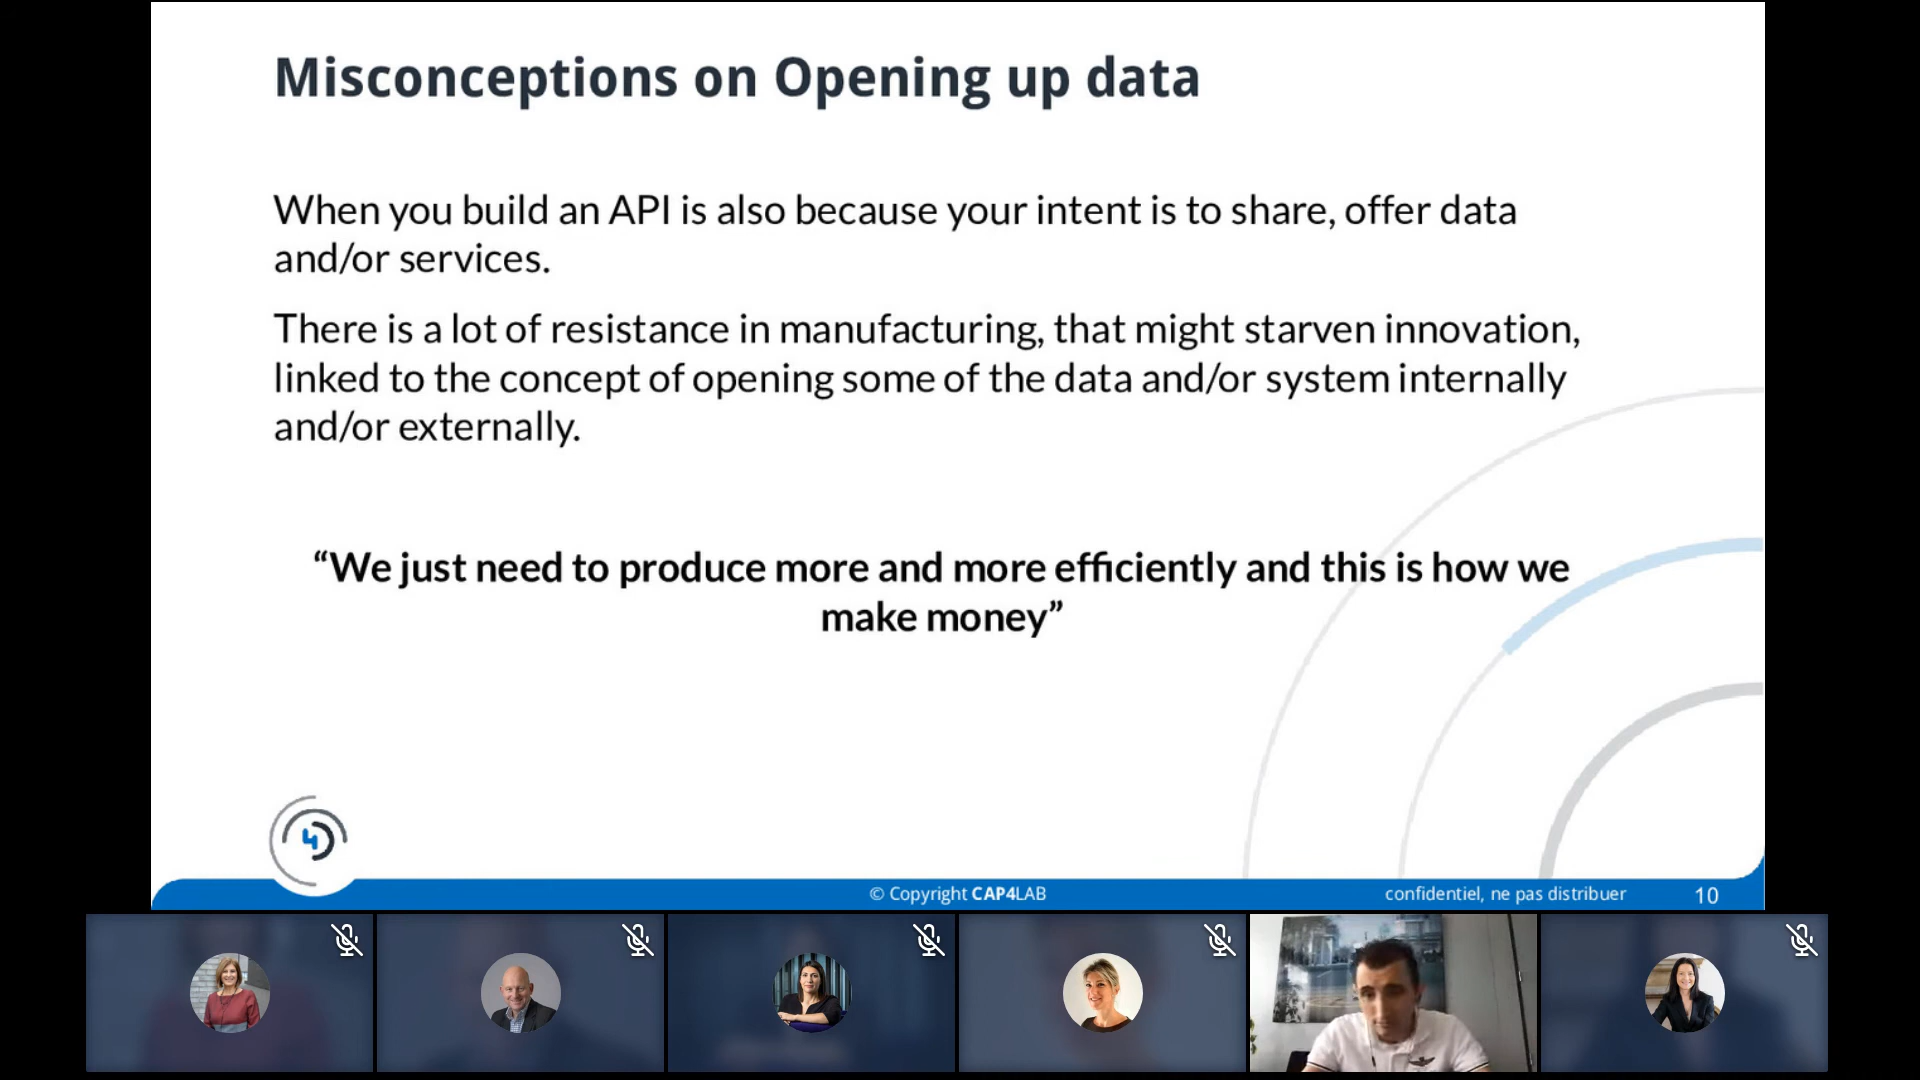 Misconceptions on Opening up data
When you build an API is also because your intent is to share, offer data
and/or services.
There is a lot of resistance in manufacturing, that might starven innovation,
linked to the concept of opening some of the data and/or system internally
and/or externally.
“We just need to produce more and more efficiently and this is how we
make money”
4
© Copyright CAP4LAB
confidentiel, ne pas distribuer
10